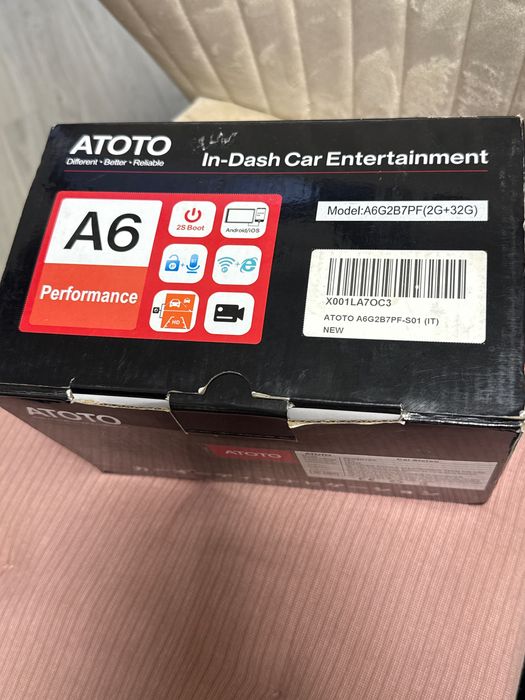 ATOTO
Different • Better • Reliable
In-Dash Car Entertainment
A6
Performance
2S Boot
Android/iOS
HD
Model:A6G2B7PF(2G+32G)
X001LA7OC3
ATOTO A6G2B7PF-S01 (IT)
NEW
ATOTO
ATOTO